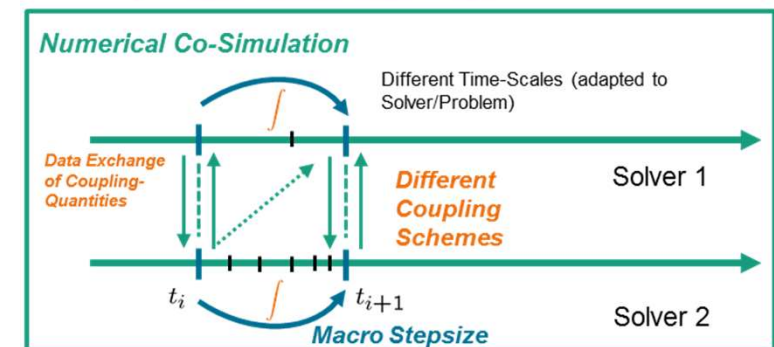 Numerical Co-Simulation
Different Time-Scales (adapted to
Solver/Problem)
∫
Data Exchange
of Coupling-
Quantities
Different
Coupling
Schemes
Solver 1
t_i
∫
t_{i+1}
Solver 2
Macro Stepsize